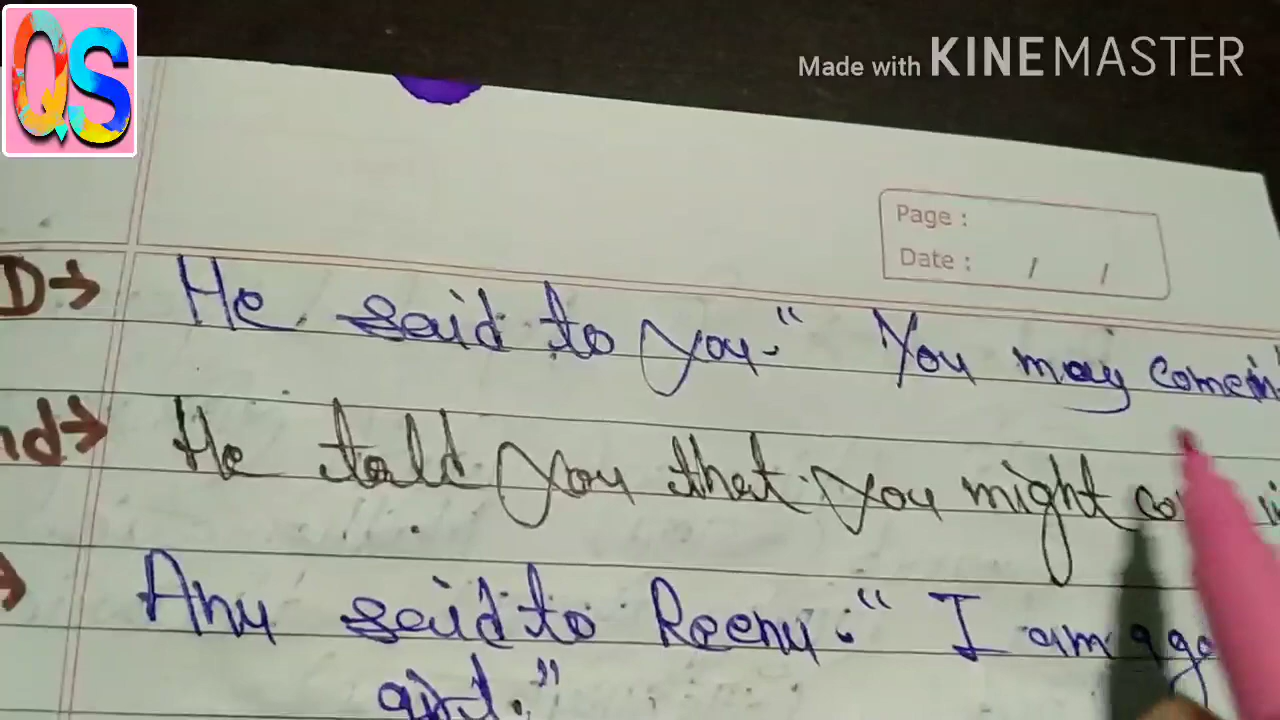 QS
Made with KINEMASTER
Page :
Date : / /
D→ He said to you. " You may come in
nd→ He told you that you might
Anu said to Reenu : " I am a
girl."